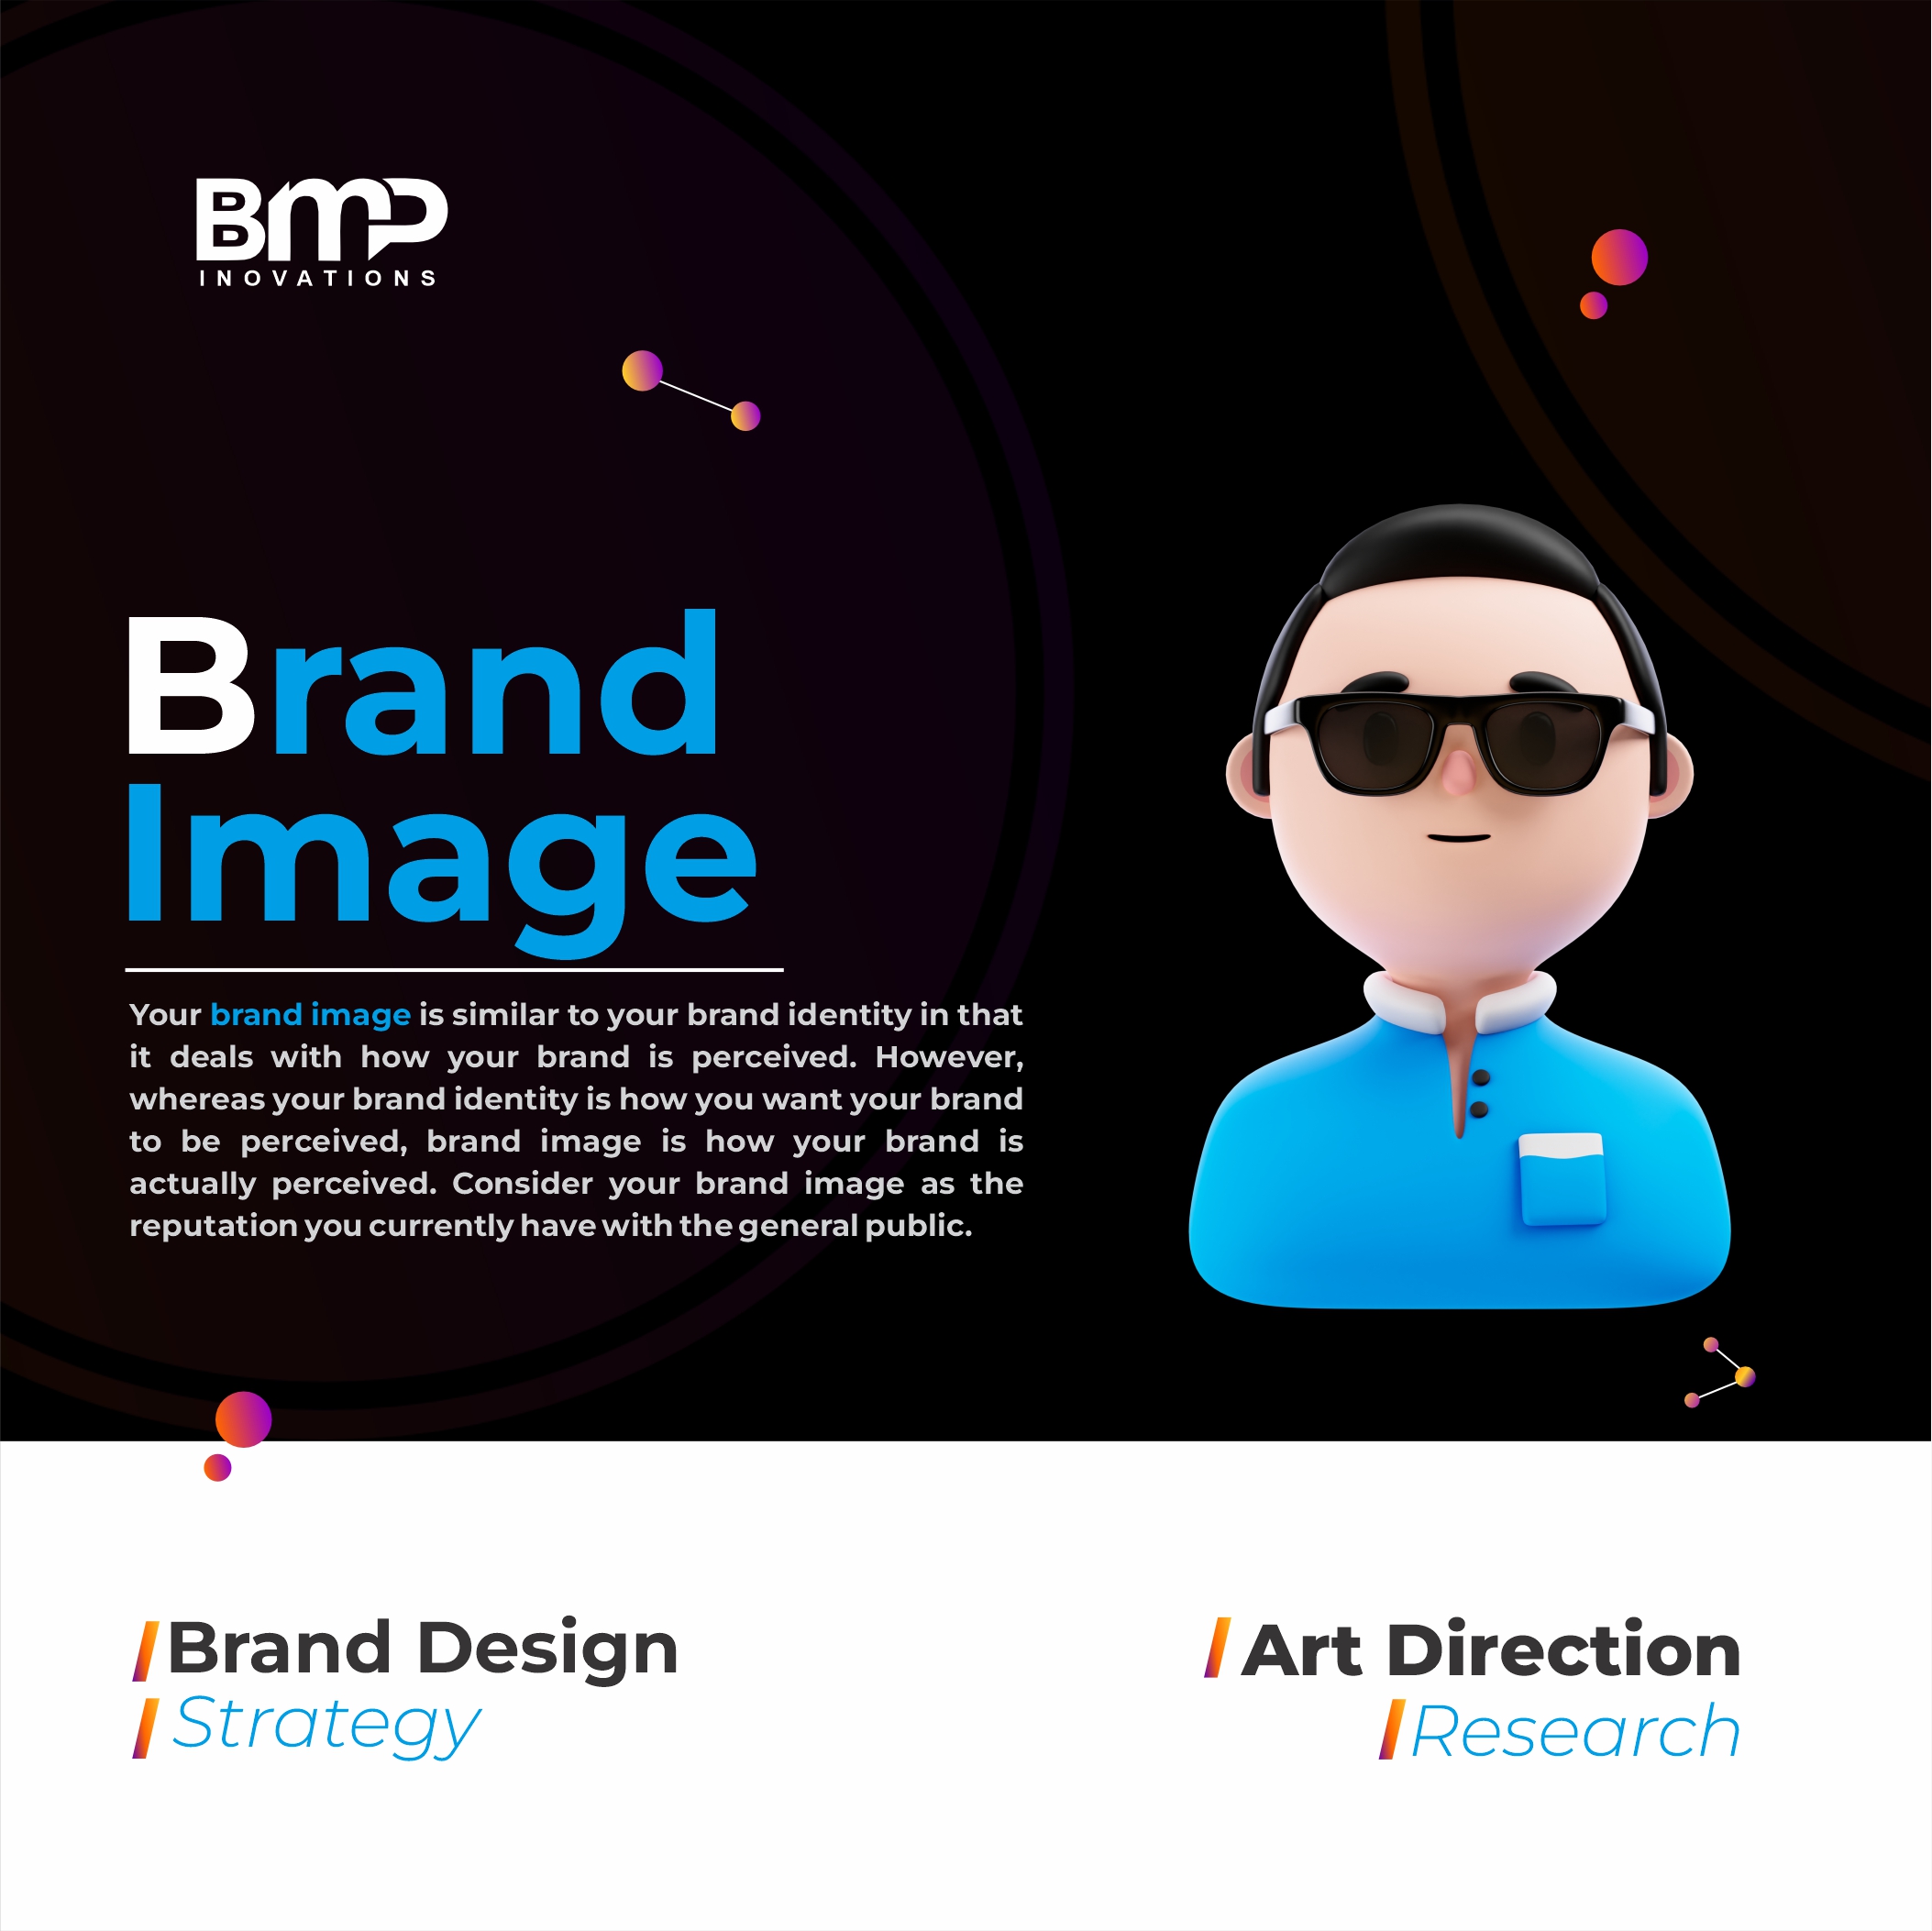 BMP
INOVATIONS
Brand
Image
Your brand image is similar to your brand identity in that
it deals with how your brand is perceived. However,
whereas your brand identity is how you want your brand
to be perceived, brand image is how your brand is
actually perceived. Consider your brand image as the
reputation you currently have with the general public.
Brand Design
Strategy
Art Direction
Research